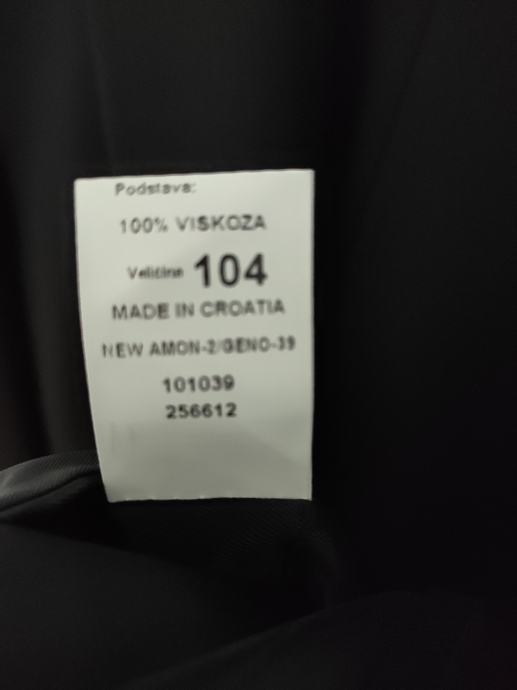 Podstava:
100% VISKOZA
Veličina 104
MADE IN CROATIA
NEW AMON-2/GENO-39
101039
256612